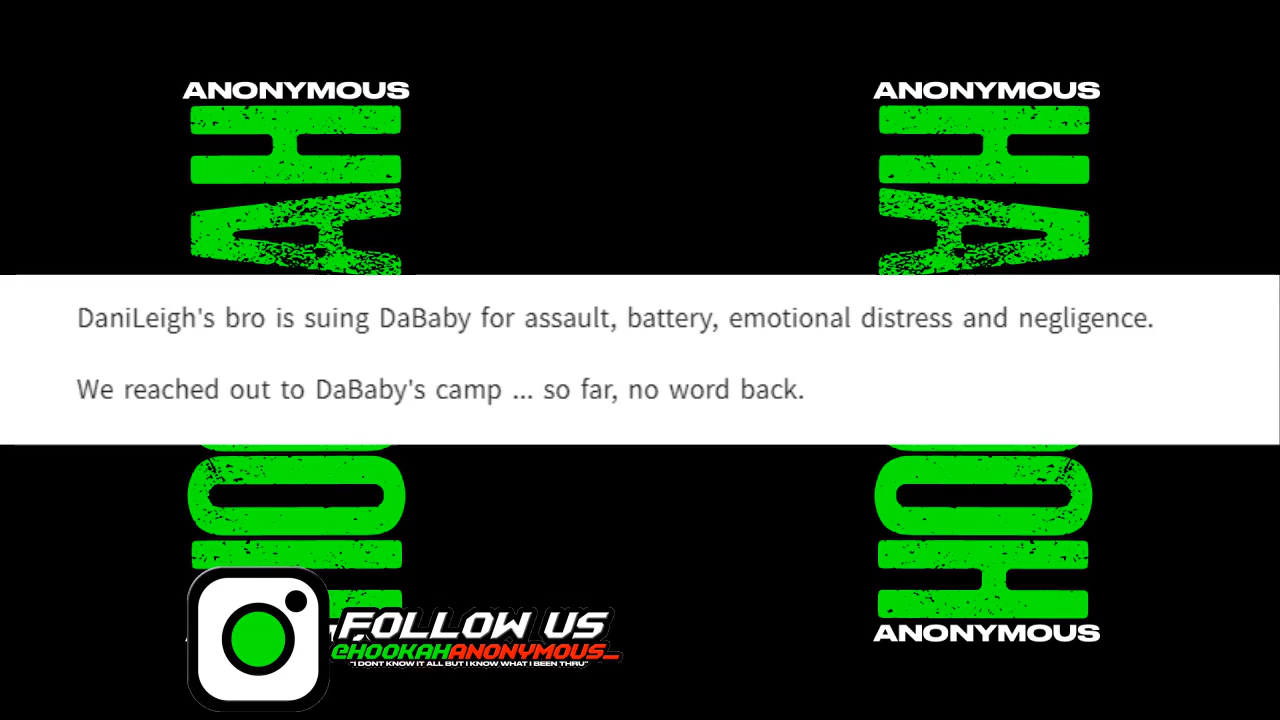 ANONYMOUS
ANONYMOUS
DaniLeigh's bro is suing DaBaby for assault, battery, emotional distress and negligence.
We reached out to DaBaby's camp ... so far, no word back.
FOLLOW US
@HOOKAHANONYMOUS_
"I DONT KNOW IT ALL BUT I KNOW WHAT I BEEN THRU"
ANONYMOUS